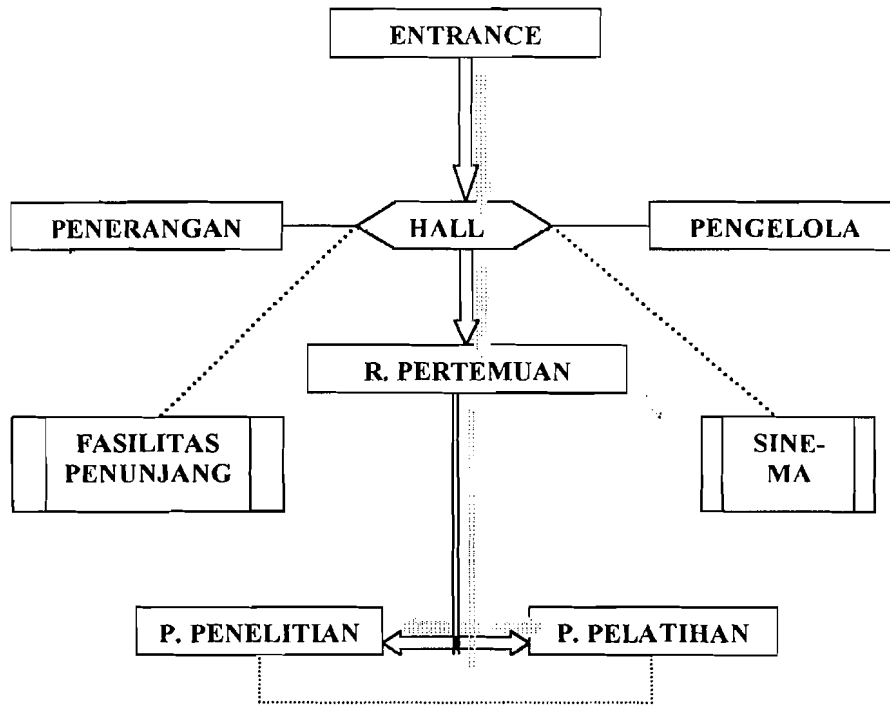 ENTRANCE
PENERANGAN
HALL
PENGELOLA
R. PERTEMUAN
FASILITAS
PENUNJANG
SINE-
MA
P. PENELITIAN
P. PELATIHAN